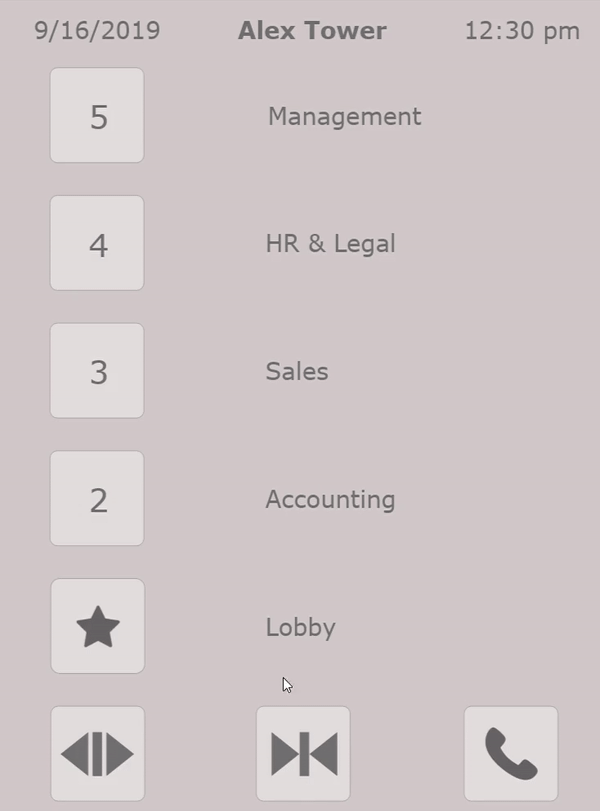 9/16/2019 Alex Tower 12:30 pm
5 Management
4 HR & Legal
3 Sales
2 Accounting
Lobby